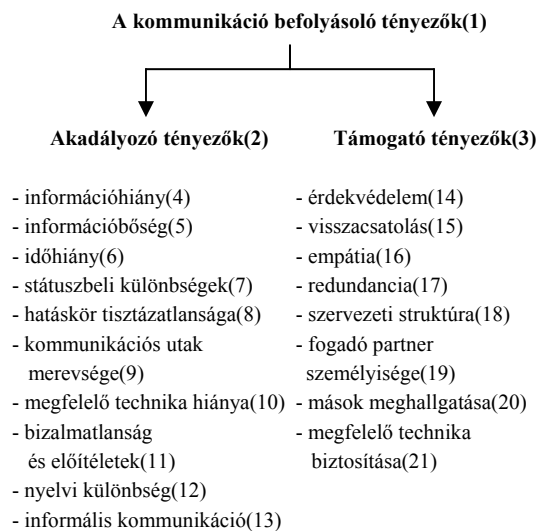 A kommunikáció befolyásoló tényezők(1)
Akadályozó tényezők(2)
Támogató tényezők(3)
- információhiány(4)
- információbőség(5)
- időhiány(6)
- státuszbeli különbségek(7)
- hatáskör tisztázatlansága(8)
- kommunikációs utak
merevsége(9)
- megfelelő technika hiánya(10)
- bizalmatlanság
és előítéletek(11)
- nyelvi különbség(12)
- informális kommunikáció(13)
- érdekvédelem(14)
- visszacsatolás(15)
- empátia(16)
- redundancia(17)
- szervezeti struktúra(18)
- fogadó partner
személyisége(19)
- mások meghallgatása(20)
- megfelelő technika
biztosítása(21)